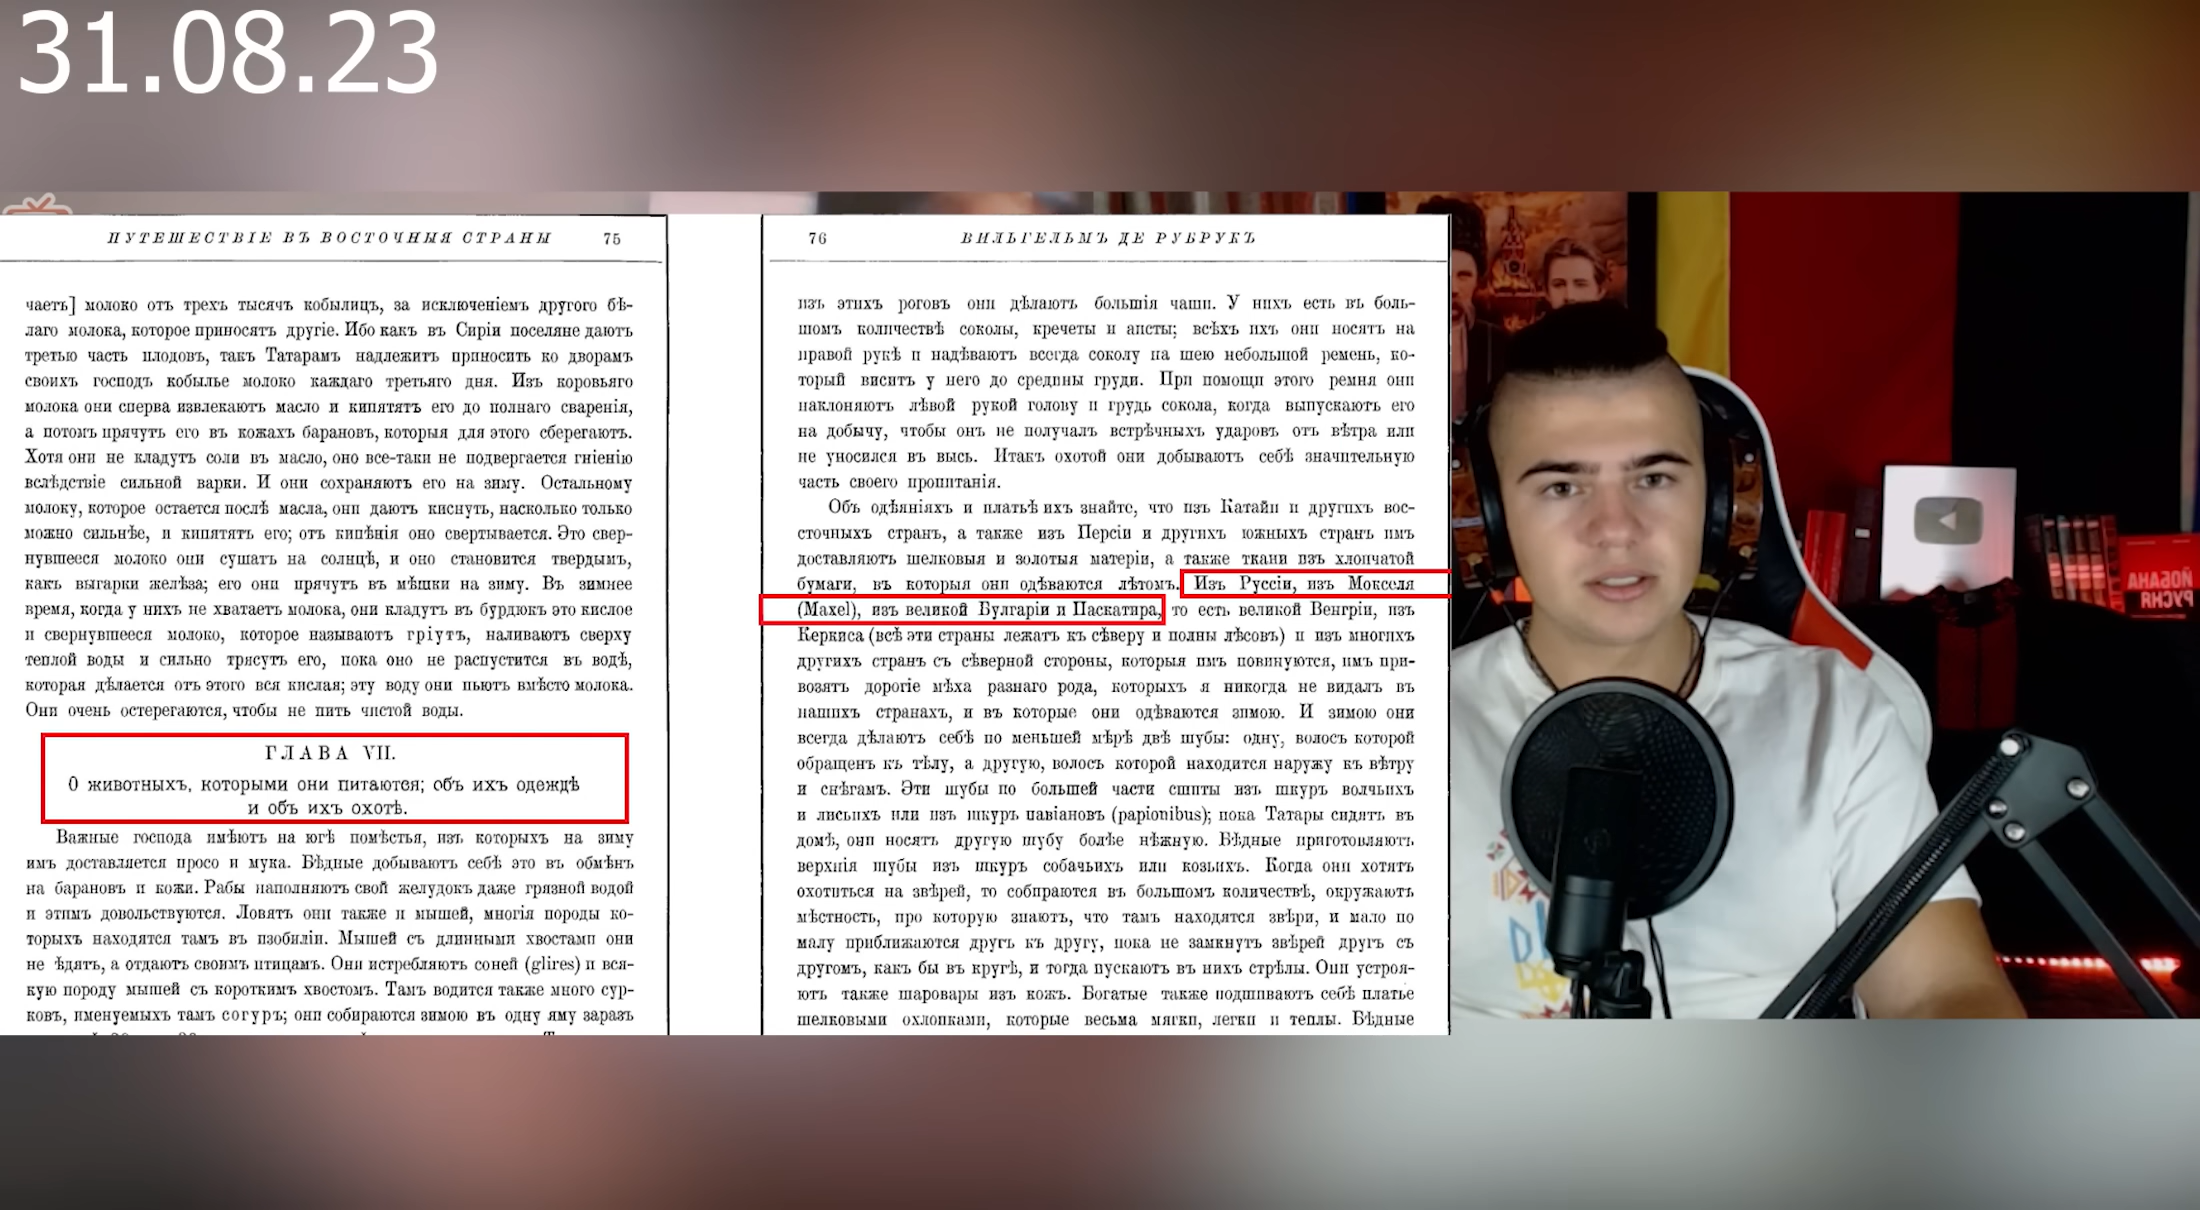 31.08.23
ПУТЕШЕСТВІЕ ВЪ ВОСТОЧНЫЯ СТРАНЫ 75
чаетъ] молоко отъ трехъ тысячъ кобылицъ, за исключеніемъ другого бѣ-
лаго молока, которое приносятъ другіе. Ибо какъ въ Сиріи поселяне даютъ
третью часть плодовъ, такъ Татарамъ надлежитъ приносить ко дворамъ
своихъ господъ кобылье молоко каждаго третьяго дня. Изъ коровьяго
молока они сперва извлекаютъ масло и кипятятъ его до полнаго сваренія,
а потомъ прячутъ его въ кожахъ барановъ, которыя для этого сберегаютъ.
Хотя они не кладутъ соли въ масло, оно все-таки не подвергается гніенію
вслѣдствіе сильной варки. И они сохраняютъ его на зиму. Остальному
молоку, которое остается послѣ масла, они даютъ киснуть, насколько только
можно сильнѣе, и кипятятъ его; отъ кипѣнія оно свертывается. Это свер-
нувшееся молоко они сушатъ на солнцѣ, и оно становится твердымъ,
какъ выгарки желѣза; его они прячутъ въ мѣшки на зиму. Въ зимнее
время, когда у нихъ не хватаетъ молока, они кладутъ въ бурдюкъ это кислое
и свернувшееся молоко, которое называютъ гріутъ, наливаютъ сверху
теплой воды и сильно трясутъ его, пока оно не распустится въ водѣ,
которая дѣлается отъ этого вся кислая; эту воду они пьютъ вмѣсто молока.
Они очень остерегаются, чтобы не пить чистой воды.
ГЛАВА VII.
О животныхъ, которыми они питаются; объ ихъ одеждѣ
и объ ихъ охотѣ.
Важные господа имѣютъ на югѣ помѣстья, изъ которыхъ на зиму
имъ доставляется просо и мука. Бѣдные добываютъ себѣ это въ обмѣнъ
на барановъ и кожи. Рабы наполняютъ свой желудокъ даже грязной водой
и этимъ довольствуются. Ловятъ они также и мышей, многія породы ко-
торыхъ находятся тамъ въ изобиліи. Мышей съ длинными хвостами они
не ѣдятъ, а отдаютъ своимъ птицамъ. Они истребляютъ соней (glires) и вся-
кую породу мышей съ короткимъ хвостомъ. Тамъ водится также много сур-
ковъ, именуемыхъ тамъ согуръ; они собираются зимою въ одну яму заразъ
76 ВИЛЬГЕЛЬМЪ ДЕ РУБРУКЪ
изъ этихъ роговъ они дѣлаютъ большія чаши. У нихъ есть въ боль-
шомъ количествѣ соколы, кречеты и аисты; всѣхъ ихъ они носятъ на
правой рукѣ и надѣваютъ всегда соколу на шею небольшой ремень, ко-
торый виситъ у него до средины груди. При помощи этого ремня они
наклоняютъ лѣвой рукой голову и грудь сокола, когда выпускаютъ его
на добычу, чтобы онъ не получалъ встрѣчныхъ ударовъ отъ вѣтра или
не уносился въ высь. Итакъ охотой они добываютъ себѣ значительную
часть своего пропитанія.
Объ одѣяніяхъ и платьѣ ихъ знайте, что изъ Катайи и другихъ вос-
сточныхъ странъ, а также изъ Персіи и другихъ южныхъ странъ имъ
доставляютъ шелковыя и золотыя матеріи, а также ткани изъ хлопчатой
бумаги, въ которыя они одѣваются лѣтомъ. Изъ Руссіи, изъ Мокселя
(Maxel), изъ великой Булгаріи и Паскатира, то есть великой Венгріи, изъ
Керкиса (всѣ эти страны лежатъ къ сѣверу и полны лѣсовъ) и изъ многихъ
другихъ странъ съ сѣверной стороны, которыя имъ повинуются, имъ при-
возятъ дорогіе мѣха разнаго рода, которыхъ я никогда не видалъ въ
нашихъ странахъ, и въ которые они одѣваются зимою. И зимою они
всегда дѣлаютъ себѣ по меньшей мѣрѣ двѣ шубы: одну, волосъ которой
обращенъ къ тѣлу, а другую, волосъ которой находится наружу къ вѣтру
и снѣгамъ. Эти шубы по большей части сшиты изъ шкуръ волчьихъ
и лисьихъ или изъ шкуръ павіановъ (papionibus); пока Татары сидятъ въ
домѣ, они носятъ другую шубу болѣе нѣжную. Бѣдные приготовляютъ
верхнія шубы изъ шкуръ собачьихъ или козьихъ. Когда они хотятъ
охотиться на звѣрей, то собираются въ большомъ количествѣ, окружаютъ
мѣстность, про которую знаютъ, что тамъ находятся звѣри, и мало по
малу приближаются другъ къ другу, пока не замкнутъ звѣрей другъ съ
другомъ, какъ бы въ кругѣ, и тогда пускаютъ въ нихъ стрѣлы. Они устроя-
ютъ также шаровары изъ кожъ. Богатые также подшиваютъ себѣ платье
шелковыми охлопками, которые весьма мягки, легки и теплы. Бѣдные
ЙОБАНА
РУСНЯ